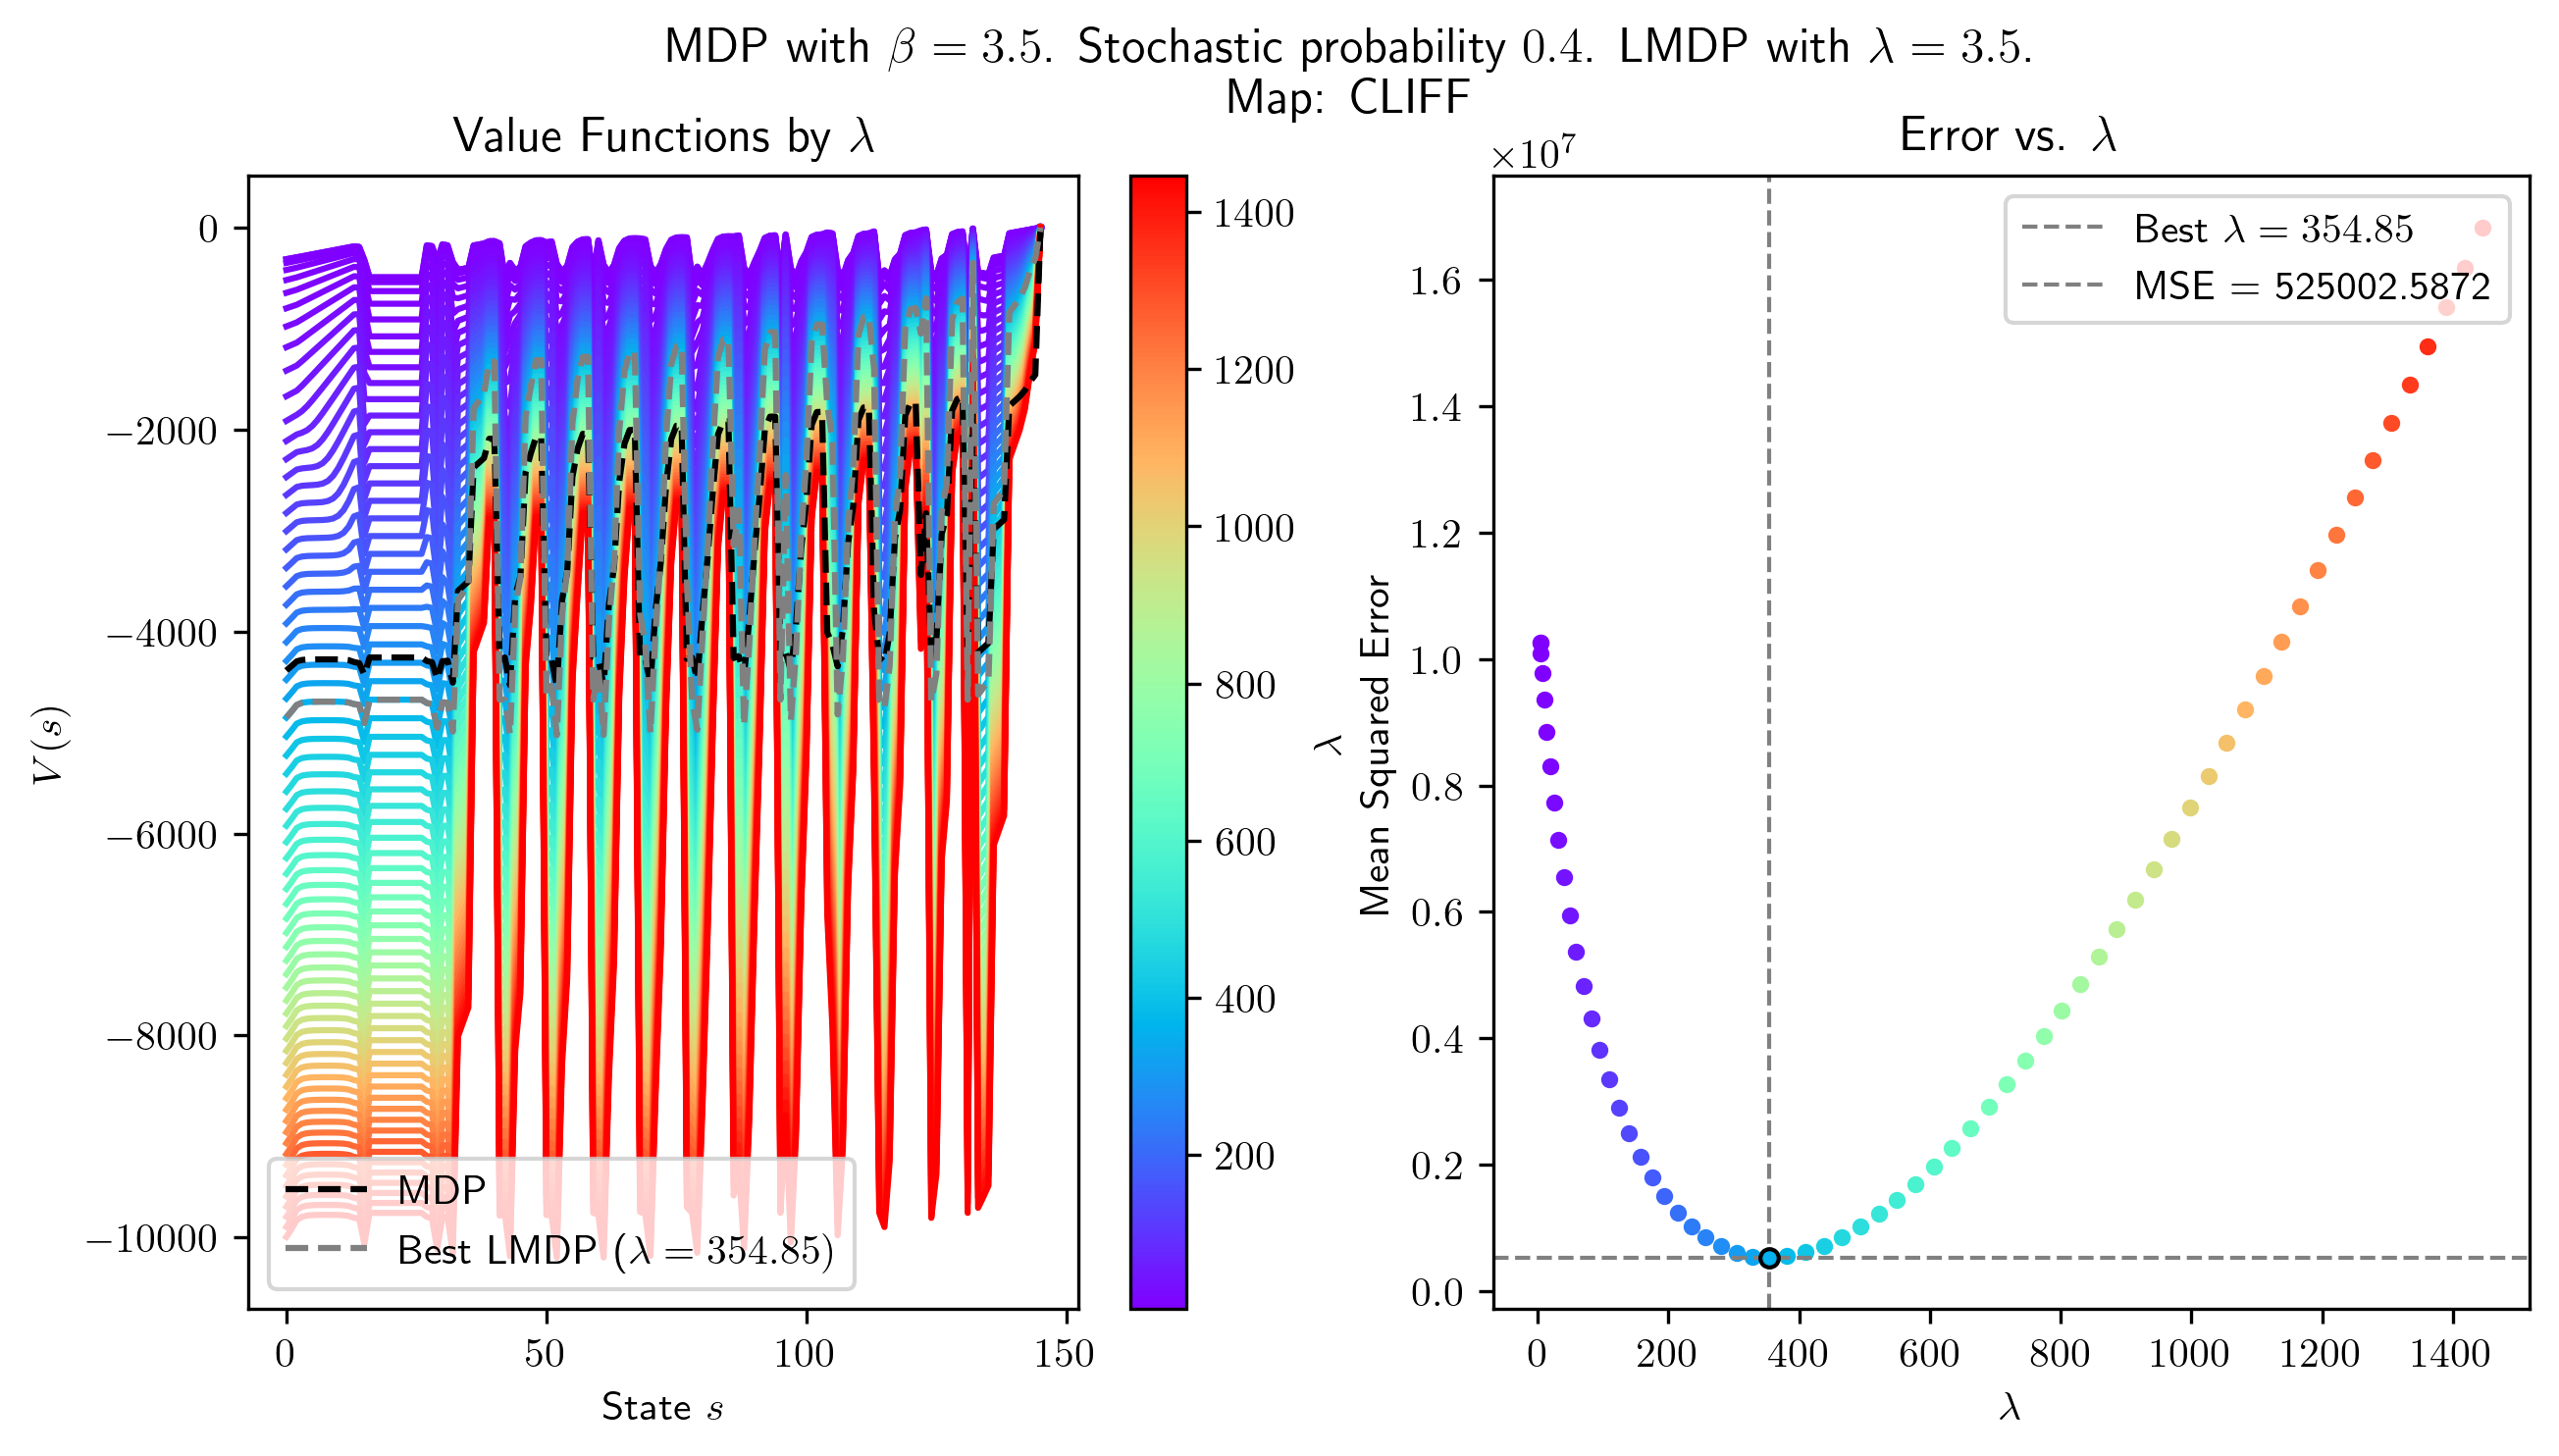 MDP with β = 3.5. Stochastic probability 0.4. LMDP with λ = 3.5.
Map: CLIFF
Value Functions by λ
0
−2000
−4000
−6000
−8000
−10000
V(s)
MDP
Best LMDP (λ = 354.85)
0 50 100 150
State s
1400
1200
1000
800
600
400
200
λ
Error vs. λ
×10⁷
Best λ = 354.85
MSE = 525002.5872
1.6
1.4
1.2
1.0
0.8
0.6
0.4
0.2
0.0
Mean Squared Error
0 200 400 600 800 1000 1200 1400
λ